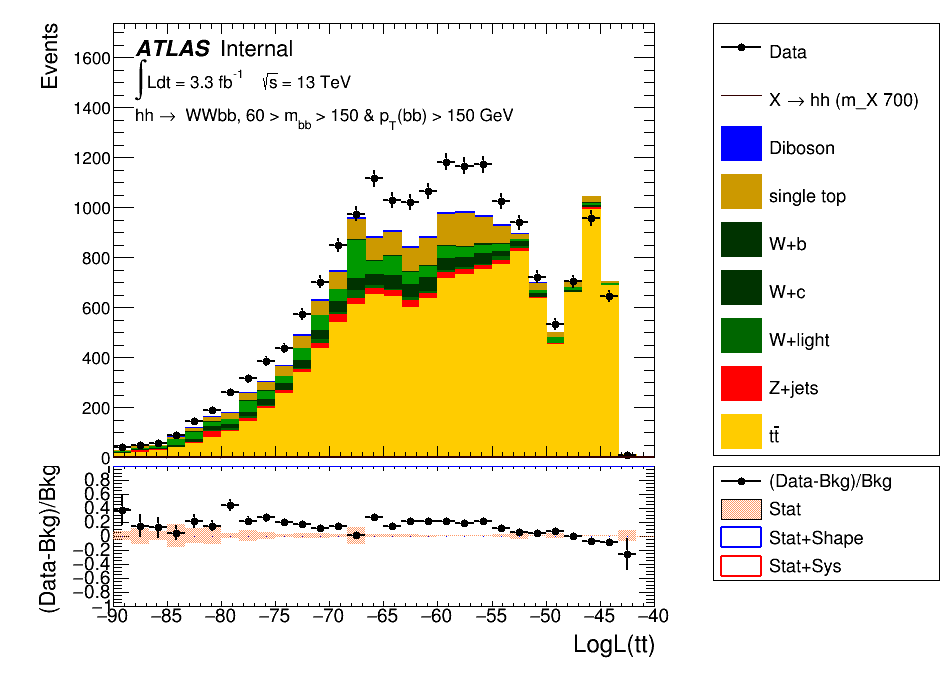 Events
1600
1400
1200
1000
800
600
400
200
0
ATLAS Internal
∫Ldt = 3.3 fb⁻¹ √s = 13 TeV
hh → WWbb, 60 > m_bb > 150 & p_T(bb) > 150 GeV
Data
X → hh (m_X 700)
Diboson
single top
W+b
W+c
W+light
Z+jets
tt̄
(Data-Bkg)/Bkg
0.8
0.6
0.4
0.2
0
−0.2
−0.4
−0.6
−0.8
−1
−90 −85 −80 −75 −70 −65 −60 −55 −50 −45 −40
LogL(tt)
(Data-Bkg)/Bkg
Stat
Stat+Shape
Stat+Sys